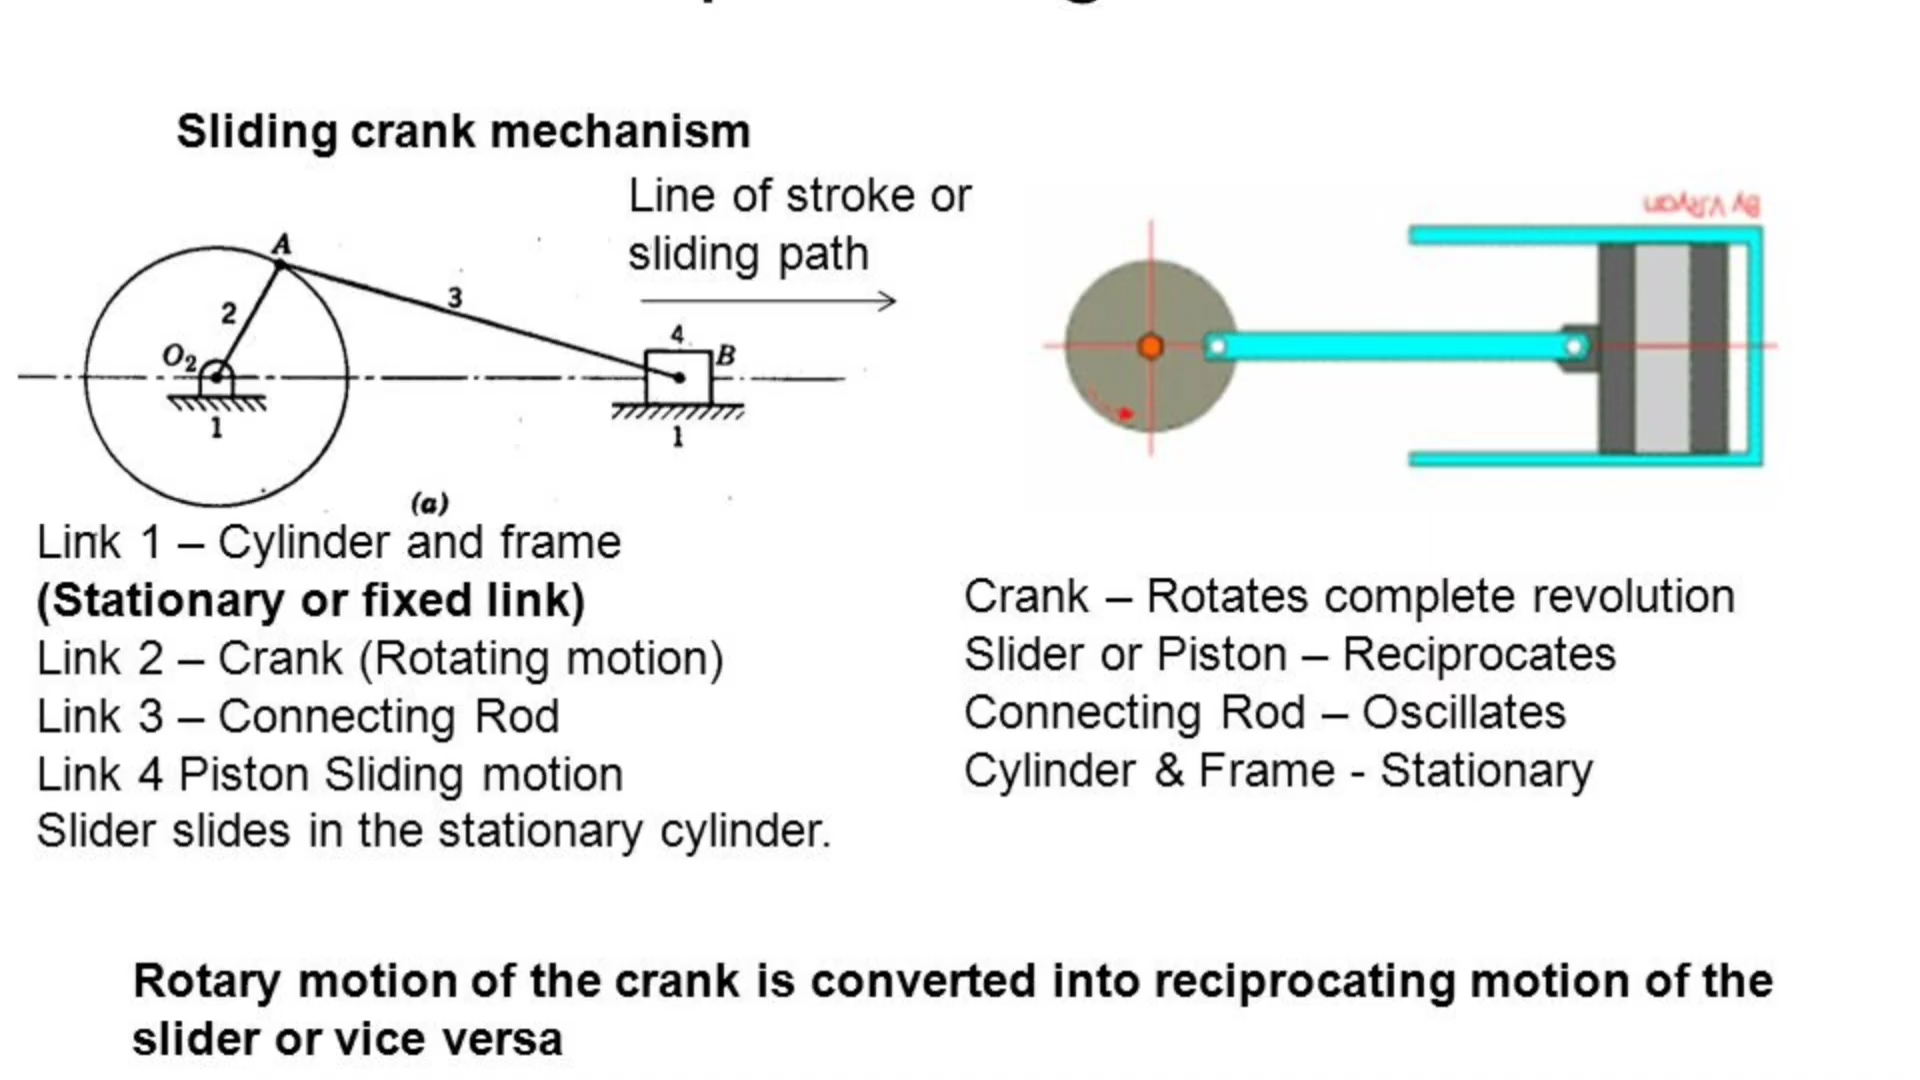 Sliding crank mechanism
Line of stroke or
sliding path
A
2
3
4
O2
B
1
1
(a)
By V.Ryan
Link 1 – Cylinder and frame
(Stationary or fixed link)
Link 2 – Crank (Rotating motion)
Link 3 – Connecting Rod
Link 4 Piston Sliding motion
Slider slides in the stationary cylinder.
Crank – Rotates complete revolution
Slider or Piston – Reciprocates
Connecting Rod – Oscillates
Cylinder & Frame - Stationary
Rotary motion of the crank is converted into reciprocating motion of the
slider or vice versa